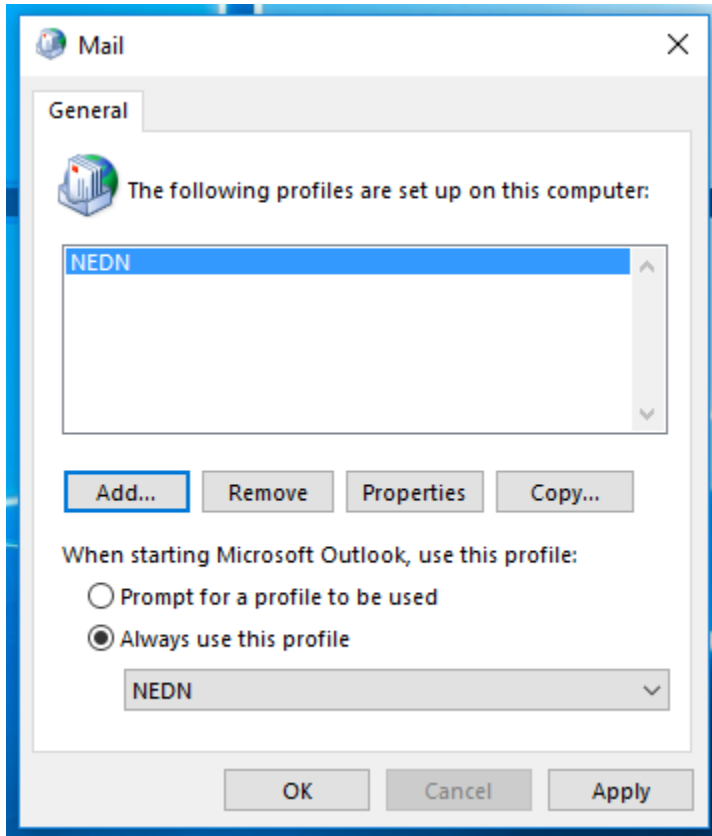 Mail
General
The following profiles are set up on this computer:
NEDN
Add... Remove Properties Copy...
When starting Microsoft Outlook, use this profile:
Prompt for a profile to be used
Always use this profile
NEDN
OK Cancel Apply